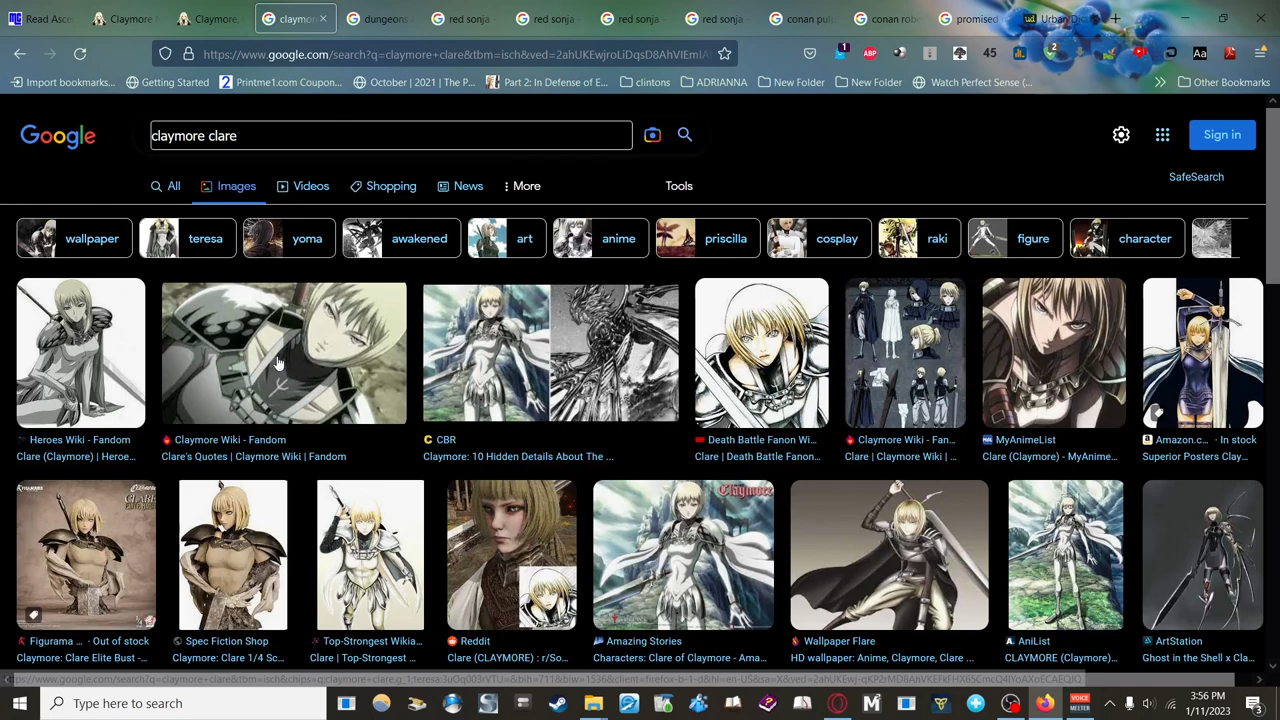 Read Asce
Claymore
Claymore,
claymor
dungeons
red sonja
red sonja
red sonja
red sonja
conan pul
conan rob
promised
Urban Dic
https://www.google.com/search?q=claymore+clare&tbm=isch&ved=2ahUKEwjroLiDqsD8AhVIEmIA
1
ABP
45
2
Aa
Import bookmarks...
Getting Started
2 Printme1.com Coupon...
October | 2021 | The P...
Part 2: In Defense of E...
clintons
ADRIANNA
New Folder
New Folder
Watch Perfect Sense (...
Other Bookmarks
Google
claymore clare
Sign in
All
Images
Videos
Shopping
News
More
Tools
SafeSearch
wallpaper
teresa
yoma
awakened
art
anime
priscilla
cosplay
raki
figure
character
Heroes Wiki - Fandom
Clare (Claymore) | Heroe...
Claymore Wiki - Fandom
Clare's Quotes | Claymore Wiki | Fandom
C CBR
Claymore: 10 Hidden Details About The ...
Death Battle Fanon Wi...
Clare | Death Battle Fanon...
Claymore Wiki - Fan...
Clare | Claymore Wiki | ...
MyAnimeList
Clare (Claymore) - MyAnime...
Amazon.c... · In stock
Superior Posters Clay...
Claymore
Figurama ... · Out of stock
Claymore: Clare Elite Bust -...
Spec Fiction Shop
Claymore: Clare 1/4 Sc...
Top-Strongest Wikia...
Clare | Top-Strongest ...
Reddit
Clare (CLAYMORE) : r/So...
Amazing Stories
Characters: Clare of Claymore - Ama...
Wallpaper Flare
HD wallpaper: Anime, Claymore, Clare ...
AniList
CLAYMORE (Claymore)...
ArtStation
Ghost in the Shell x Cla...
Type here to search
VOICE
MEETER
3:56 PM
1/11/2023
3